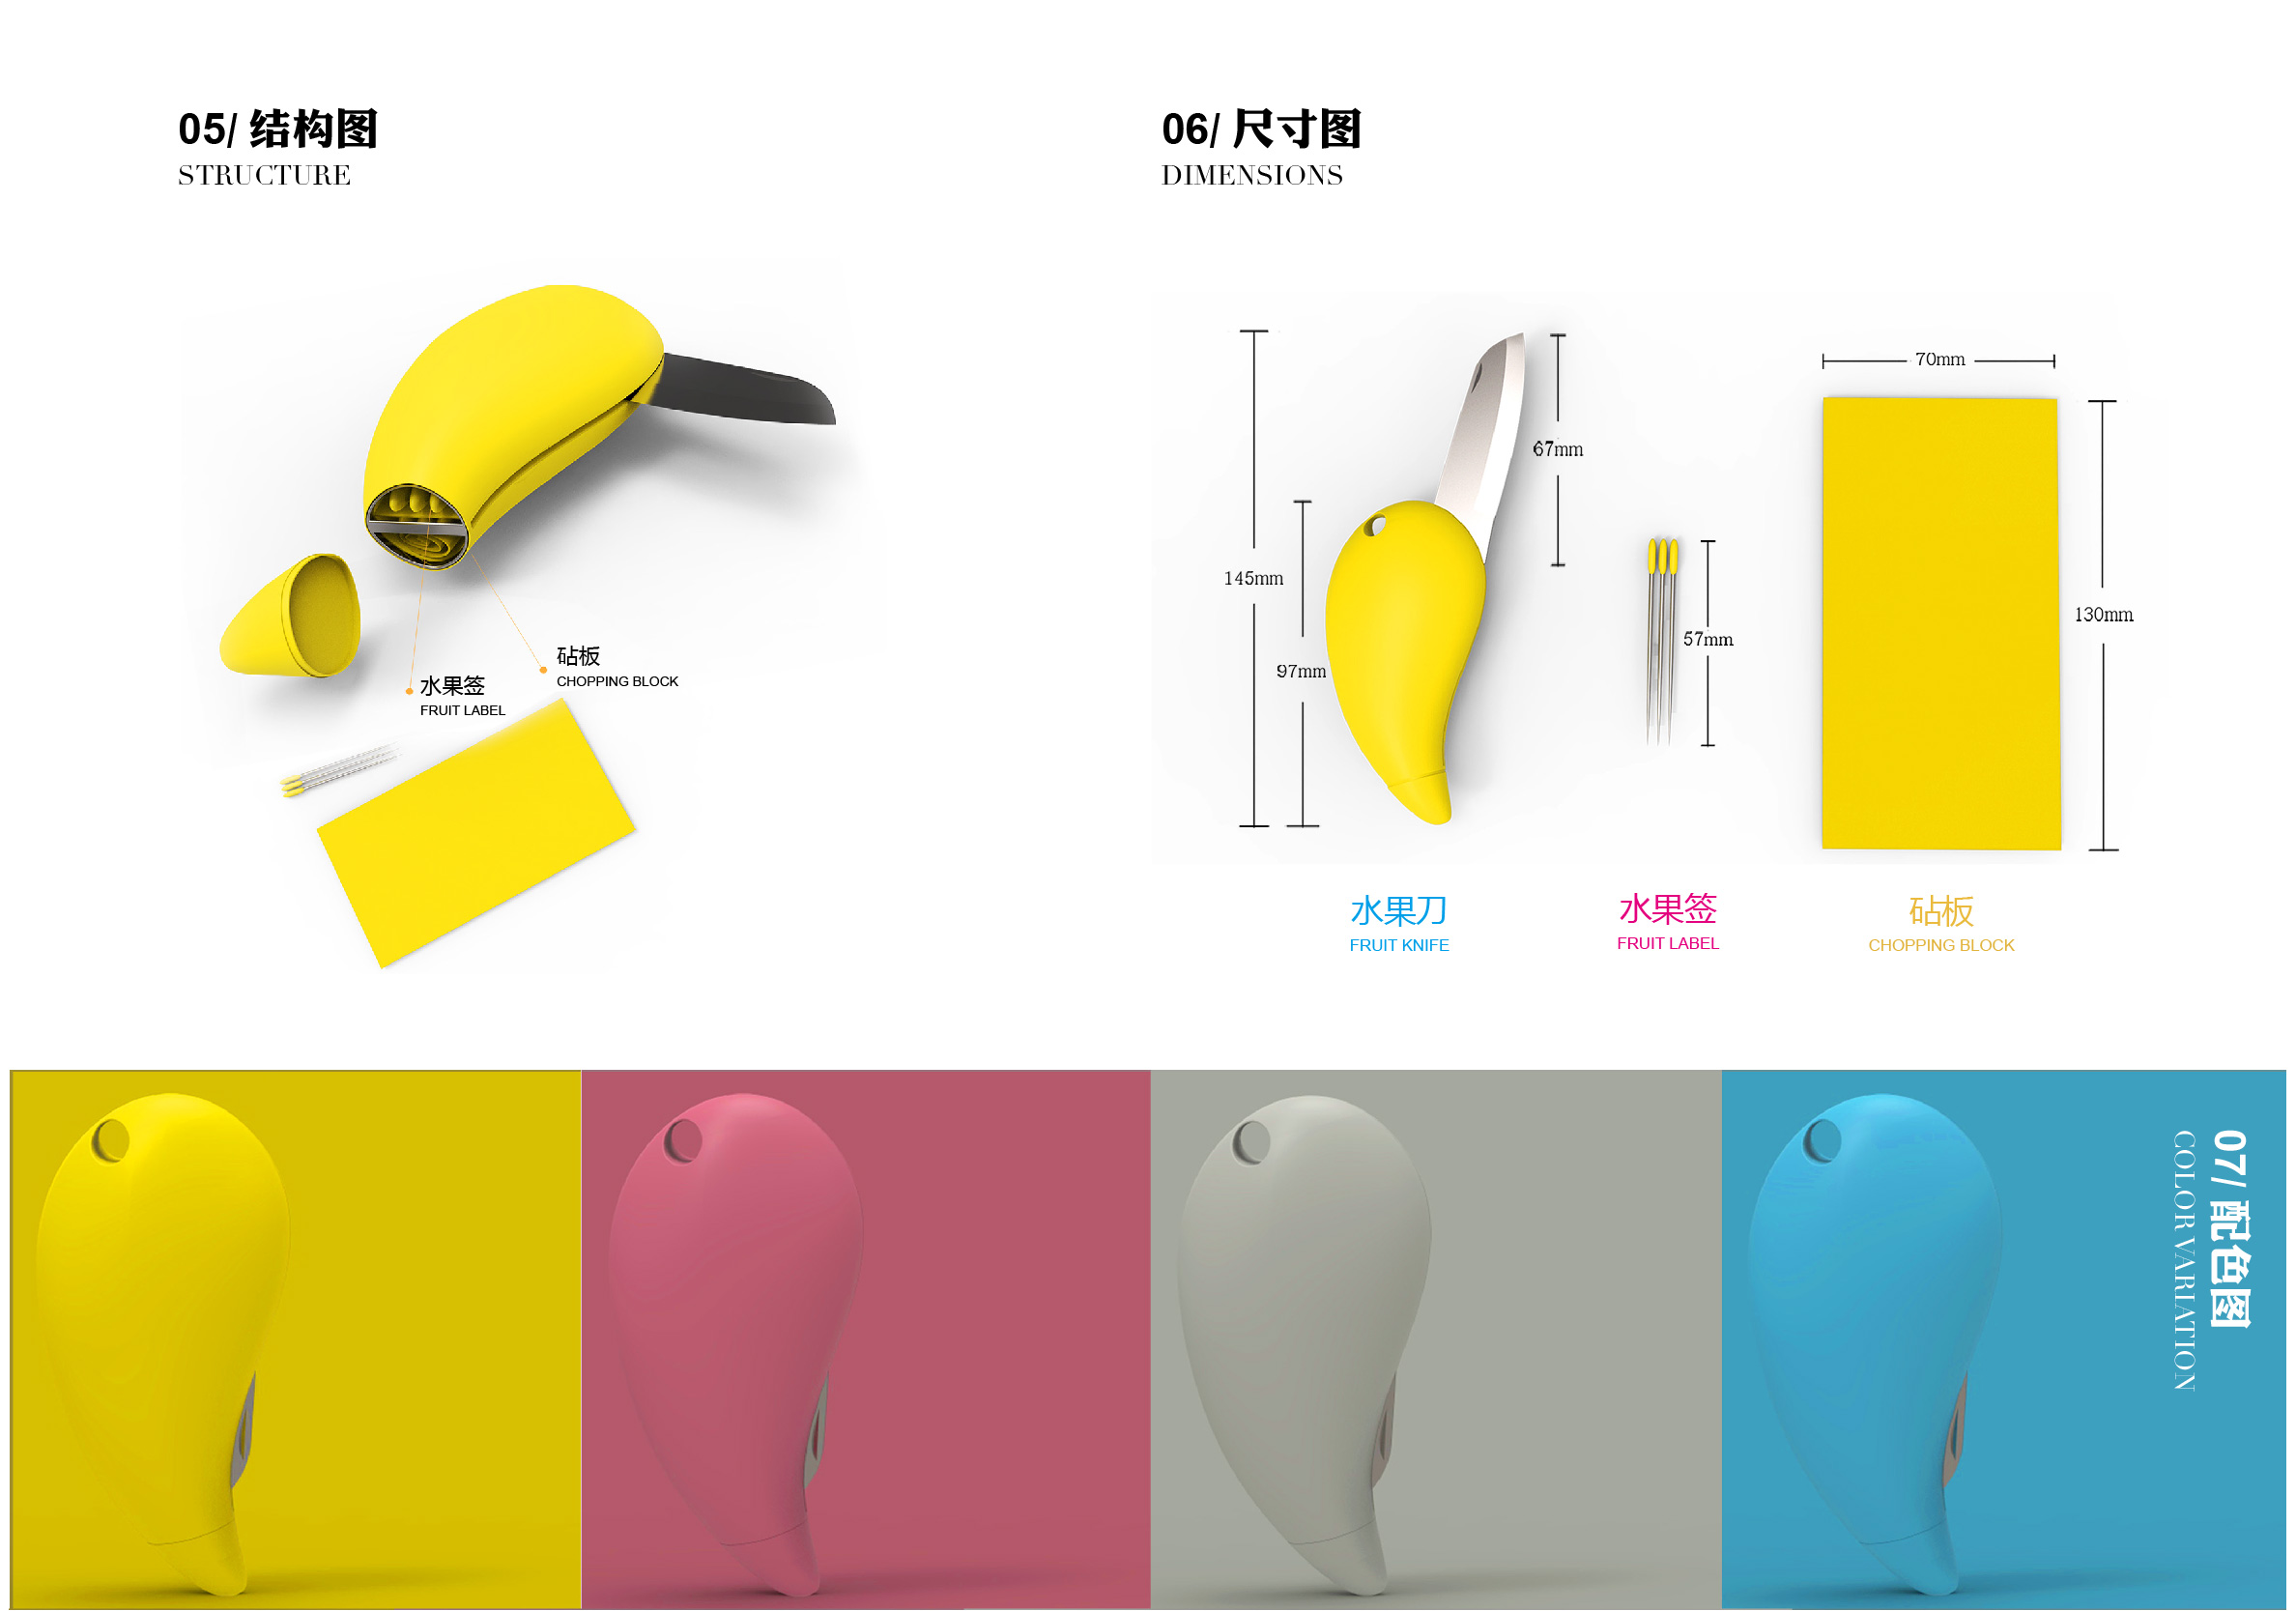 05/ 结构图
STRUCTURE
砧板
CHOPPING BLOCK
水果签
FRUIT LABEL
06/ 尺寸图
DIMENSIONS
145mm
97mm
67mm
57mm
70mm
130mm
水果刀
FRUIT KNIFE
水果签
FRUIT LABEL
砧板
CHOPPING BLOCK
07/ 配色图
COLOR VARIATION